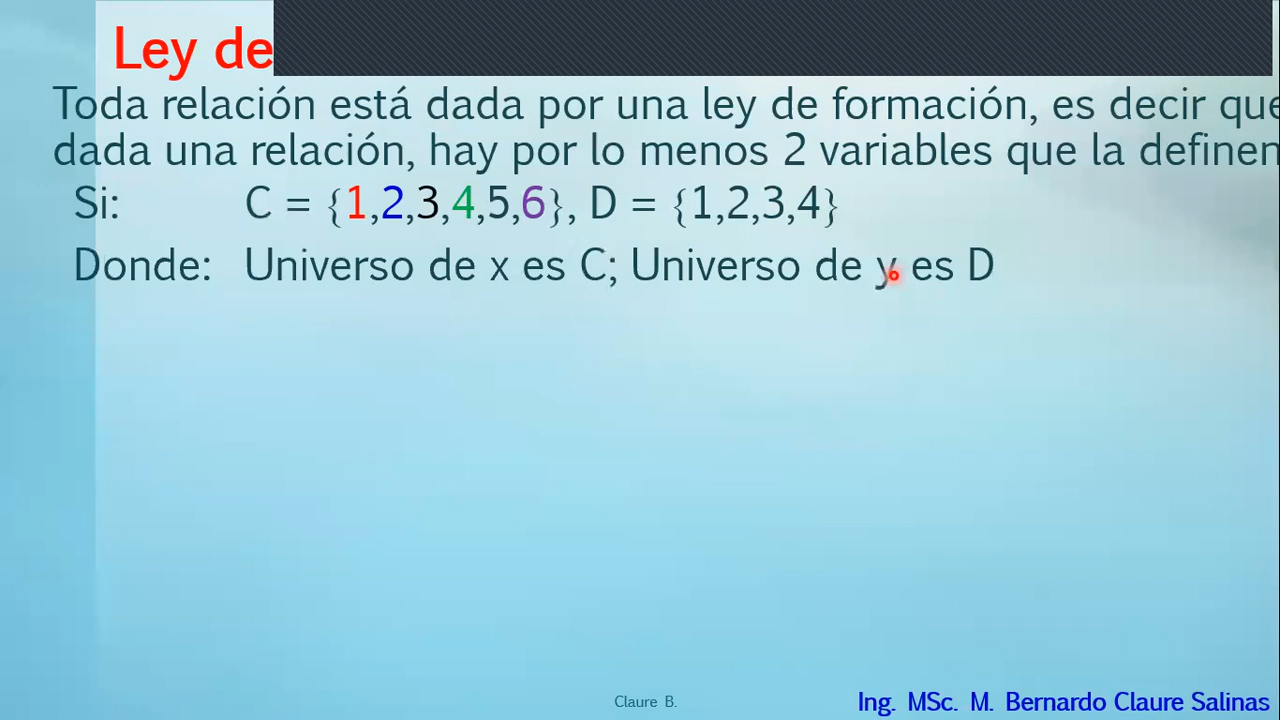 Ley de
Toda relación está dada por una ley de formación, es decir que
dada una relación, hay por lo menos 2 variables que la definen
Si: C = {1,2,3,4,5,6}, D = {1,2,3,4}
Donde: Universo de x es C; Universo de y es D
Claure B.
Ing. MSc. M. Bernardo Claure Salinas